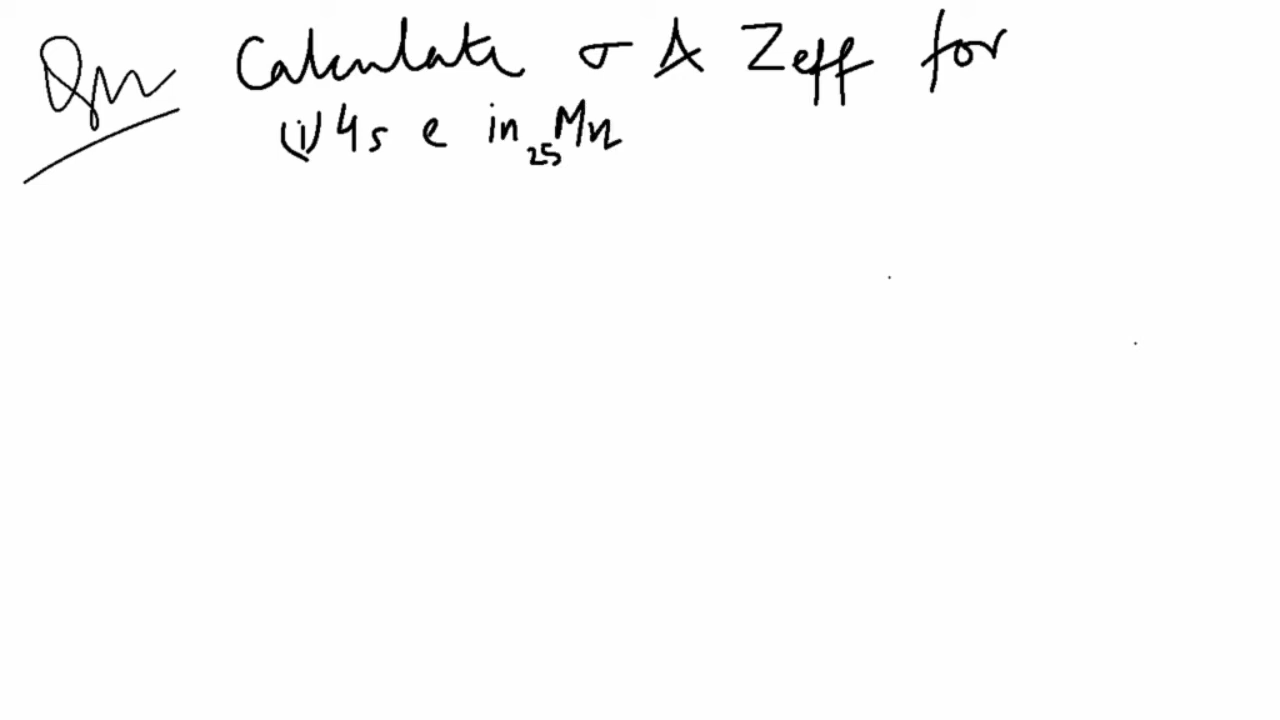 Qn Calculate σ & Zeff for
(i) 4s e in ₂₅Mn